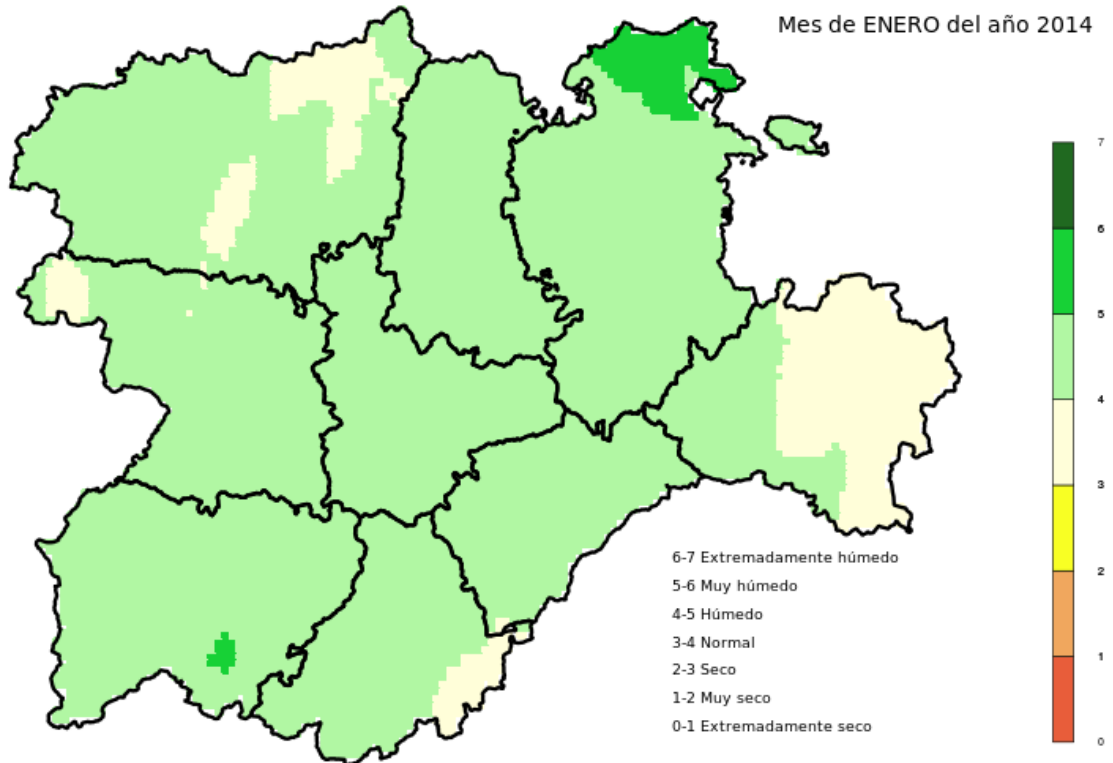 Mes de ENERO del año 2014
7
6
5
4
3
2
1
0
6-7 Extremadamente húmedo
5-6 Muy húmedo
4-5 Húmedo
3-4 Normal
2-3 Seco
1-2 Muy seco
0-1 Extremadamente seco